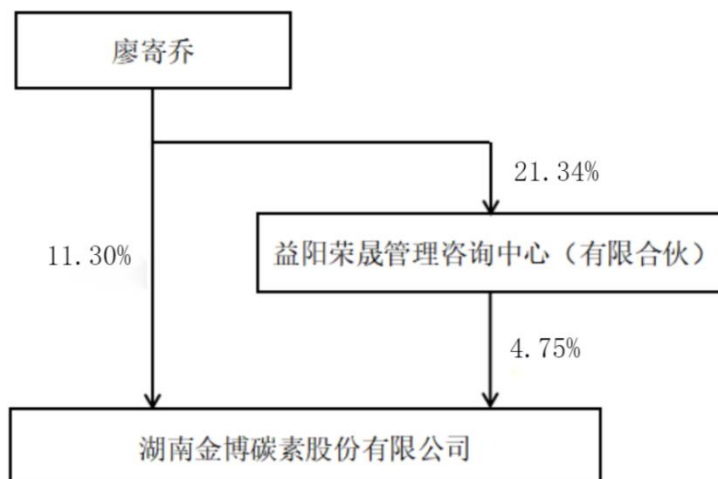 廖寄乔
21.34%
11.30%
益阳荣晟管理咨询中心（有限合伙）
4.75%
湖南金博碳素股份有限公司